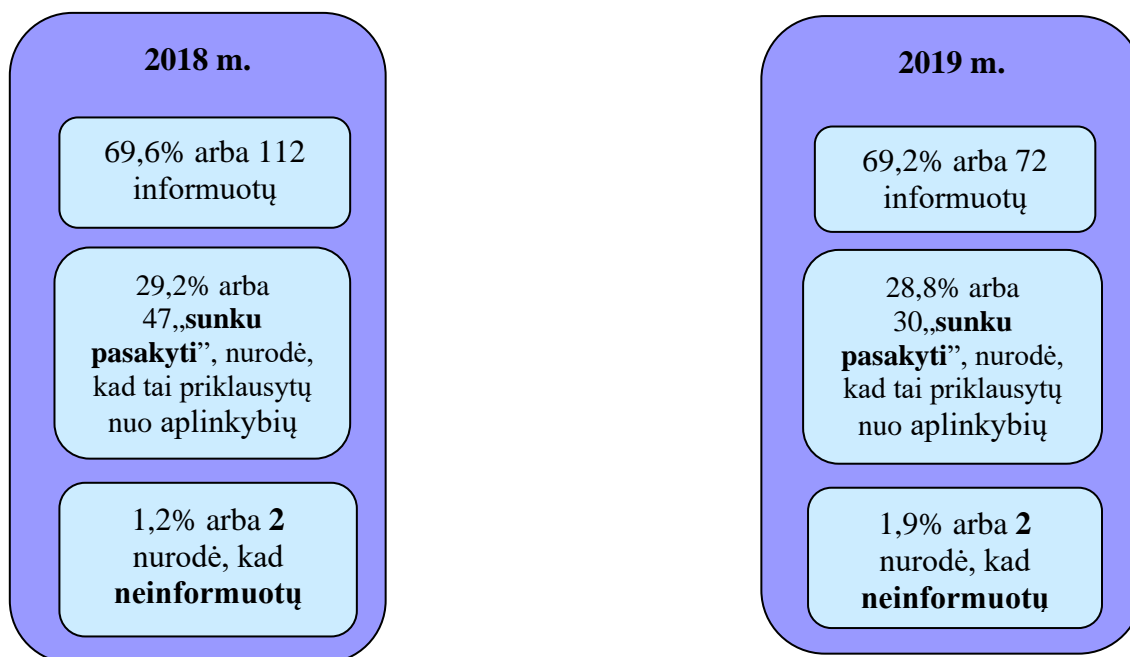 2018 m.
69,6% arba 112
informuotų
29,2% arba
47„sunku
pasakyti”, nurodė,
kad tai priklausytų
nuo aplinkybių
1,2% arba 2
nurodė, kad
neinformuotų
2019 m.
69,2% arba 72
informuotų
28,8% arba
30„sunku
pasakyti”, nurodė,
kad tai priklausytų
nuo aplinkybių
1,9% arba 2
nurodė, kad
neinformuotų